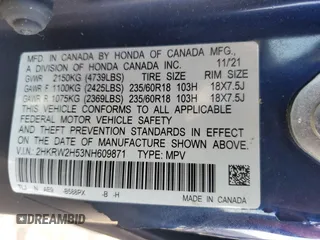 MFD. IN CANADA BY HONDA OF CANADA MFG.,
A DIVISION OF HONDA CANADA INC. 11/21
GVWR 2150KG (4739LBS) TIRE SIZE RIM SIZE
GAWR F 1100KG (2425LBS) 235/60R18 103H 18X7.5J
GAWR R 1075KG (2369LBS) 235/60R18 103H 18X7.5J
THIS VEHICLE CONFORMS TO ALL APPLICABLE
FEDERAL MOTOR VEHICLE SAFETY STANDARDS IN EFFECT
ON THE DATE OF MANUFACTURE SHOWN ABOVE.
V.I.N.: 2HKRW2H53NH609871 TYPE: MPV
-B588PX -B -H
MADE IN CANADA
DREAMBID.com